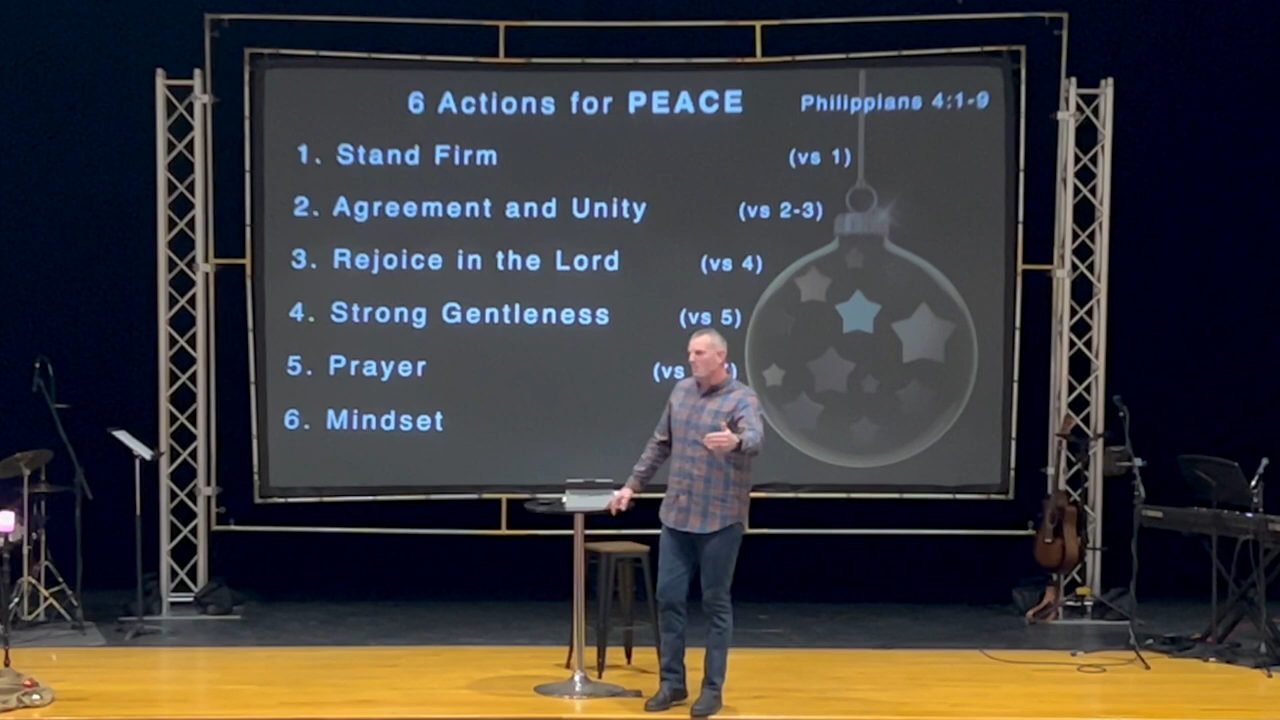 6 Actions for PEACE Philippians 4:1-9
1. Stand Firm (vs 1)
2. Agreement and Unity (vs 2-3)
3. Rejoice in the Lord (vs 4)
4. Strong Gentleness (vs 5)
5. Prayer (vs
6. Mindset